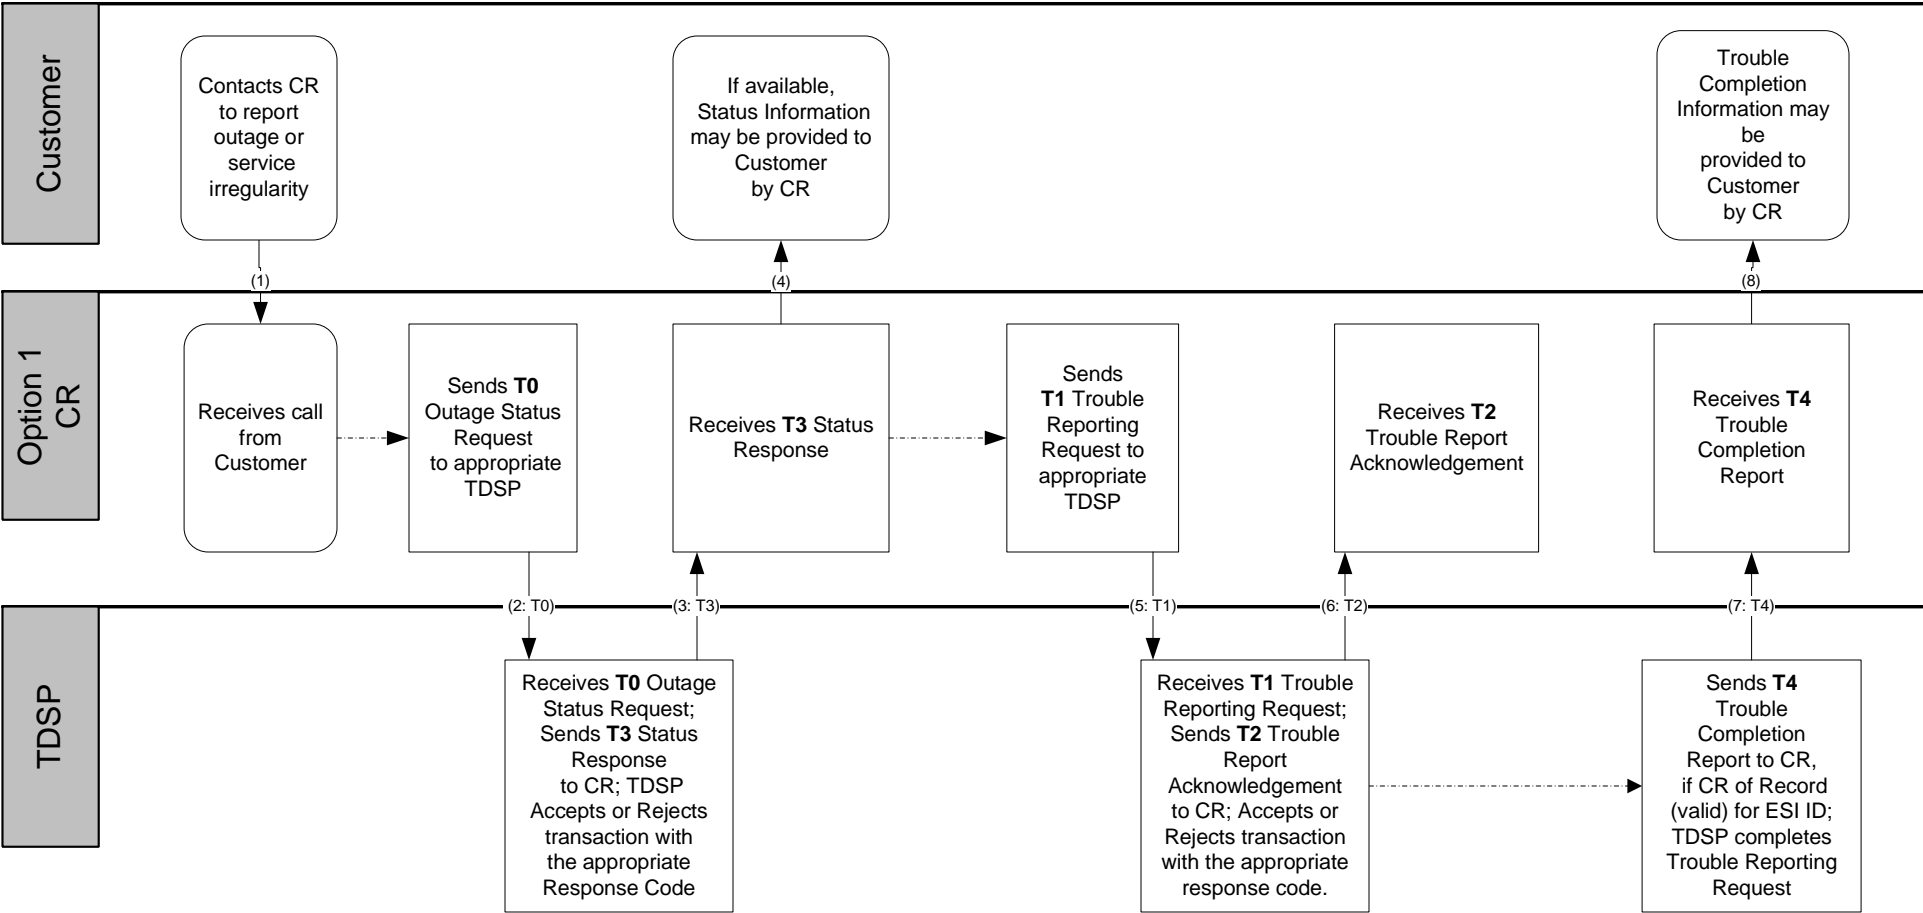 Customer
Contacts CR
to report
outage or
service
irregularity
If available,
Status Information
may be provided to
Customer
by CR
Trouble
Completion
Information may
be
provided to
Customer
by CR
(1)
(4)
(8)
Option 1
CR
Receives call
from
Customer
Sends T0
Outage Status
Request
to appropriate
TDSP
Receives T3 Status
Response
Sends
T1 Trouble
Reporting
Request to
appropriate
TDSP
Receives T2
Trouble Report
Acknowledgement
Receives T4
Trouble
Completion
Report
(2: T0)
(3: T3)
(5: T1)
(6: T2)
(7: T4)
TDSP
Receives T0 Outage
Status Request;
Sends T3 Status
Response
to CR; TDSP
Accepts or Rejects
transaction with
the appropriate
Response Code
Receives T1 Trouble
Reporting Request;
Sends T2 Trouble
Report
Acknowledgement
to CR; Accepts or
Rejects transaction
with the appropriate
response code.
Sends T4
Trouble
Completion
Report to CR,
if CR of Record
(valid) for ESI ID;
TDSP completes
Trouble Reporting
Request